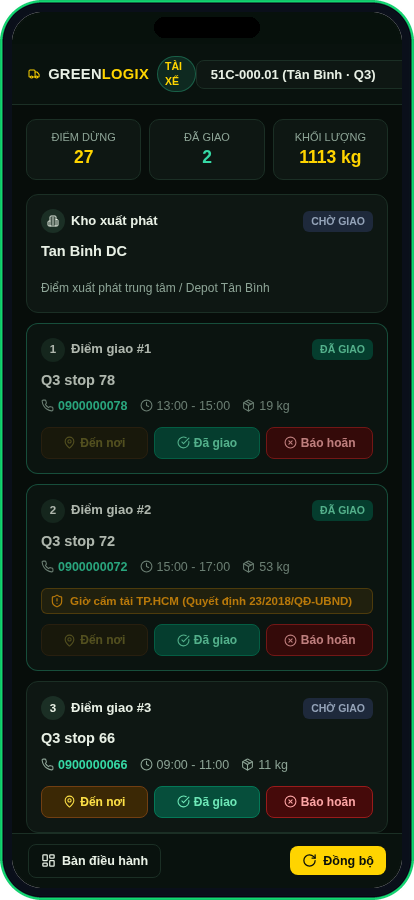 GREENLOGIX
TÀI
XẾ
51C-000.01 (Tân Bình · Q3)
ĐIỂM DỪNG
27
ĐÃ GIAO
2
KHỐI LƯỢNG
1113 kg
Kho xuất phát
CHỜ GIAO
Tan Binh DC
Điểm xuất phát trung tâm / Depot Tân Bình
1 Điểm giao #1
ĐÃ GIAO
Q3 stop 78
0900000078 13:00 - 15:00 19 kg
Đến nơi Đã giao Báo hoãn
2 Điểm giao #2
ĐÃ GIAO
Q3 stop 72
0900000072 15:00 - 17:00 53 kg
Giờ cấm tải TP.HCM (Quyết định 23/2018/QĐ-UBND)
Đến nơi Đã giao Báo hoãn
3 Điểm giao #3
CHỜ GIAO
Q3 stop 66
0900000066 09:00 - 11:00 11 kg
Đến nơi Đã giao Báo hoãn
Bàn điều hành Đồng bộ